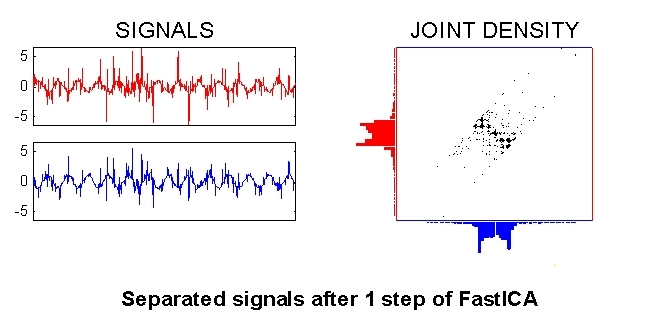 SIGNALS
JOINT DENSITY
5
0
-5
5
0
-5
Separated signals after 1 step of FastICA